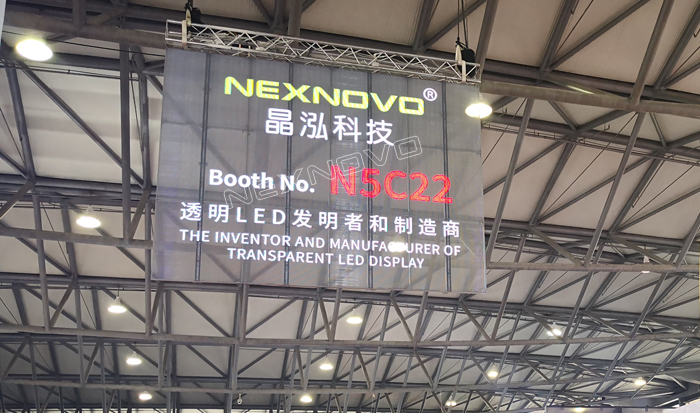 NEXNOVO®
晶泓科技
NEXNOVO
Booth No. N5C22
透明LED发明者和制造商
THE INVENTOR AND MANUFACTURER OF
TRANSPARENT LED DISPLAY